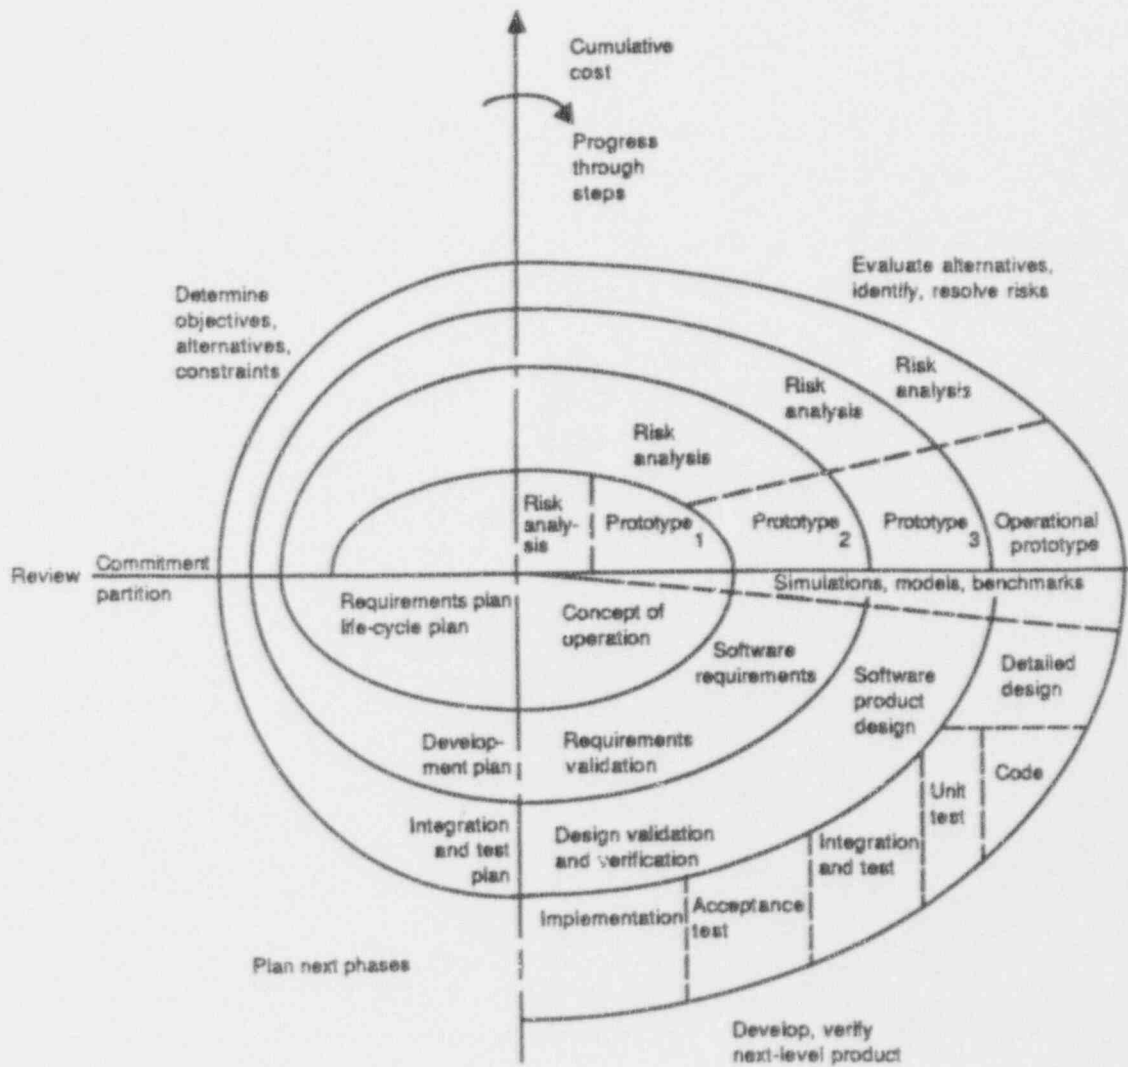 Cumulative
cost
Progress
through
steps
Evaluate alternatives,
identify, resolve risks
Determine
objectives,
alternatives,
constraints
Risk
analysis
Risk
analysis
Risk
analysis
Risk
analy-
sis
Prototype
1
Prototype
2
Prototype
3
Operational
prototype
Review
Commitment
partition
Simulations, models, benchmarks
Requirements plan
life-cycle plan
Concept of
operation
Software
requirements
Software
product
design
Detailed
design
Develop-
ment plan
Requirements
validation
Code
Unit
test
Integration
and test
plan
Design validation
and verification
Integration
and test
Implementation
Acceptance
test
Plan next phases
Develop, verify
next-level product